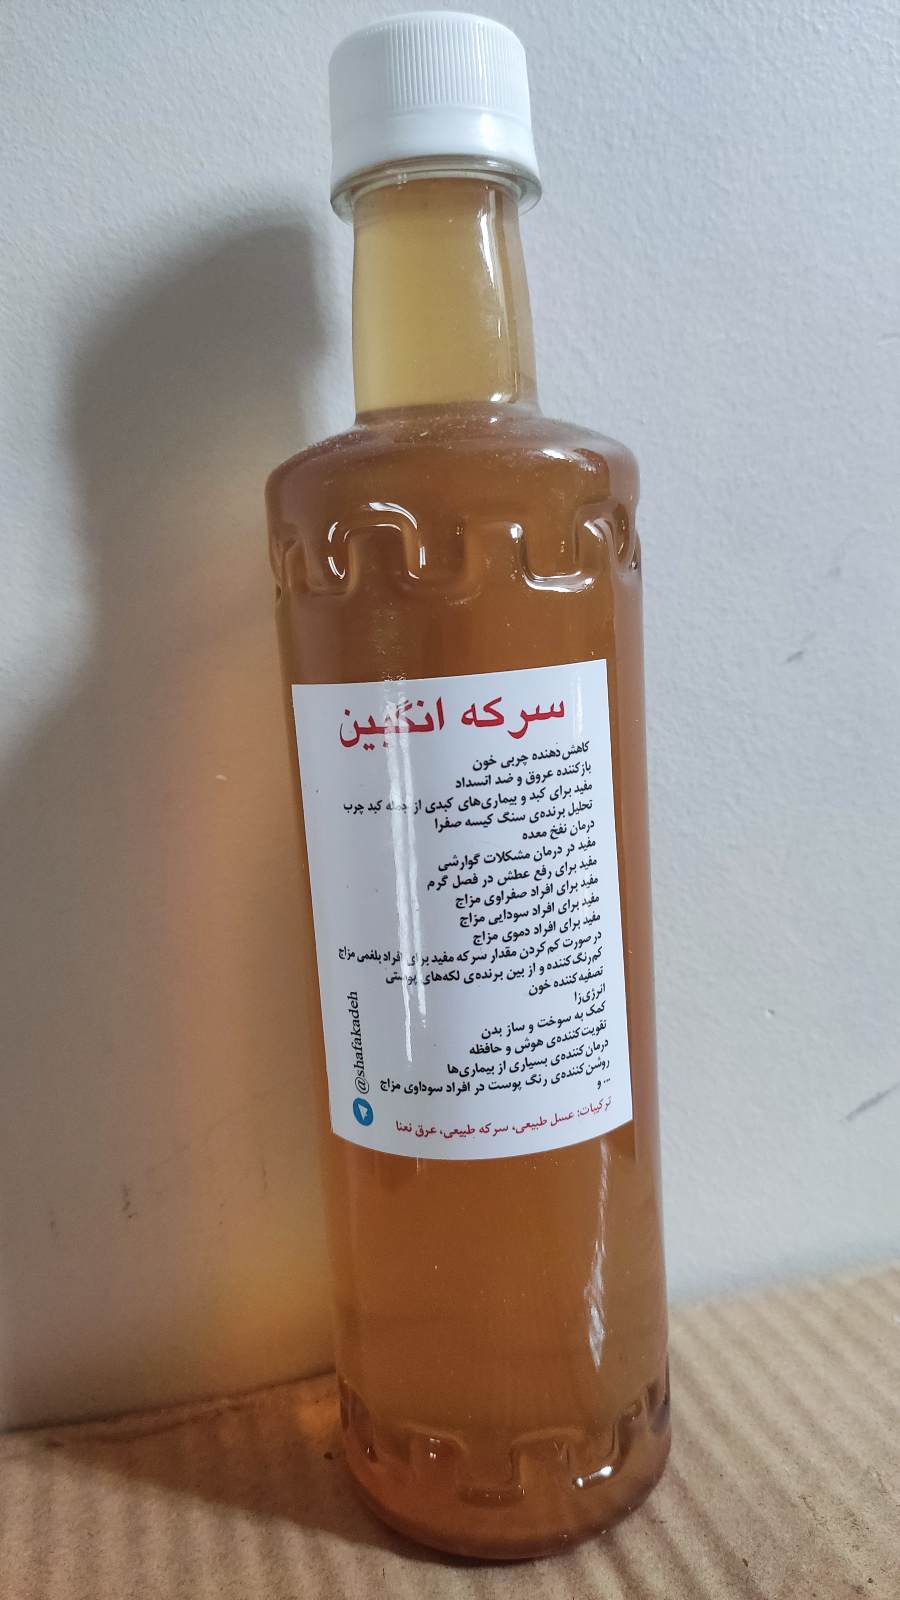 سرکه انگبین
کاهش‌دهنده چربی خون
بازکننده عروق و ضد انسداد
مفید برای کبد و بیماری‌های کبدی از جمله کبد چرب
تحلیل برنده‌ی سنگ کیسه صفرا
درمان نفخ معده
مفید در درمان مشکلات گوارشی
مفید برای رفع عطش در فصل گرم
مفید برای افراد صفراوی مزاج
مفید برای افراد سودایی مزاج
مفید برای افراد دموی مزاج
در صورت کم کردن مقدار سرکه مفید برای افراد بلغمی مزاج
کم‌رنگ‌کننده و از بین برنده‌ی لکه‌های پوستی
تصفیه‌کننده خون
انرژی‌زا
کمک به سوخت و ساز بدن
تقویت‌کننده‌ی هوش و حافظه
درمان‌کننده‌ی بسیاری از بیماری‌ها
روشن کننده‌ی رنگ پوست در افراد سوداوی مزاج
و ...
ترکیبات: عسل طبیعی، سرکه طبیعی، عرق نعنا
@shafakadeh